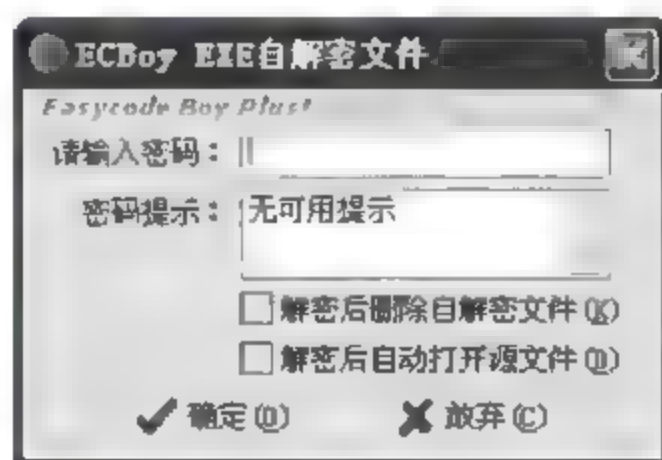 ECBoy EXE自解密文件
Easycode Boy Plus!
请输入密码：
密码提示： 无可用提示
解密后删除自解密文件(K)
解密后自动打开源文件(D)
确定(O) 放弃(C)